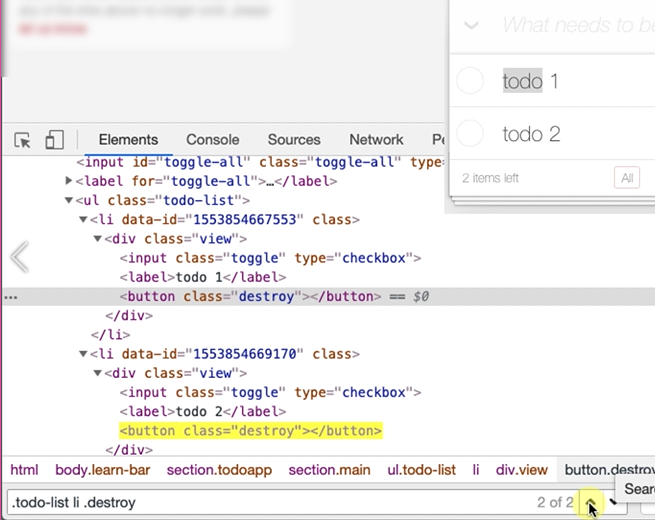 let us know
What needs to be
todo 1
todo 2
2 items left
All
Elements Console Sources Network Pe
<input id="toggle-all" class="toggle-all" type=
<label for="toggle-all">…</label>
<ul class="todo-list">
<li data-id="1553854667553" class>
<div class="view">
<input class="toggle" type="checkbox">
<label>todo 1</label>
<button class="destroy"></button> == $0
</div>
</li>
<li data-id="1553854669170" class>
<div class="view">
<input class="toggle" type="checkbox">
<label>todo 2</label>
<button class="destroy"></button>
</div>
html body.learn-bar section.todoapp section.main ul.todo-list li div.view button.destroy
Sear
.todo-list li .destroy
2 of 2